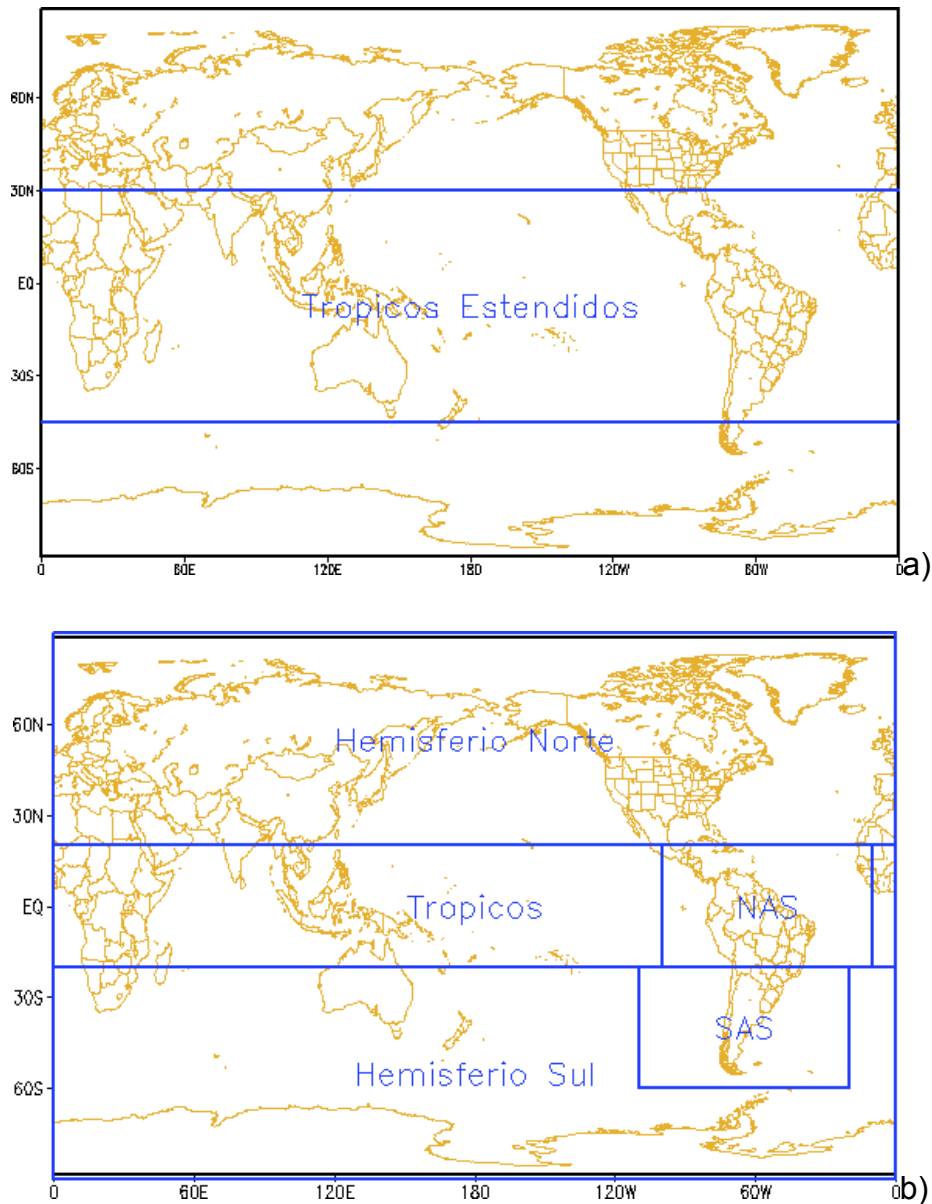 60N
30N
EQ
Tropicos Estendidos
30S
60S
0 60E 120E 180 120W 60W 0
a)
60N
Hemisferio Norte
30N
EQ
Tropicos
NAS
30S
SAS
Hemisferio Sul
60S
0 60E 120E 180 120W 60W 0
b)